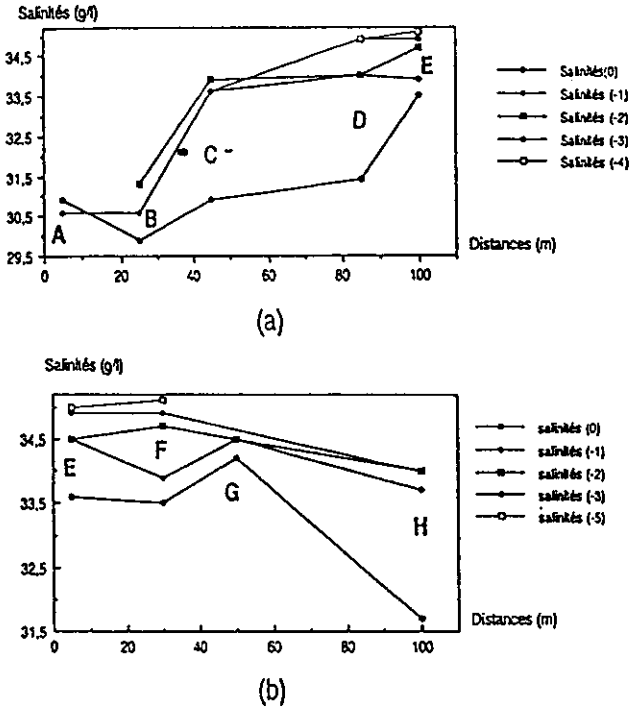 Salinités (g/l)
34,5
33,5
32,5
31,5
30,5
29,5
A
B
C -
D
E
0
20
40
60
80
100
Distances (m)
Salinités(0)
Salinités (-1)
Salinités (-2)
Salinités (-3)
Salinités (-4)
(a)
Salinités (g/l)
34,5
33,5
32,5
31,5
E
F
G
H
0
20
40
60
80
100
Distances (m)
salinités (0)
salinités (-1)
salinités (-2)
salinités (-3)
salinités (-5)
(b)